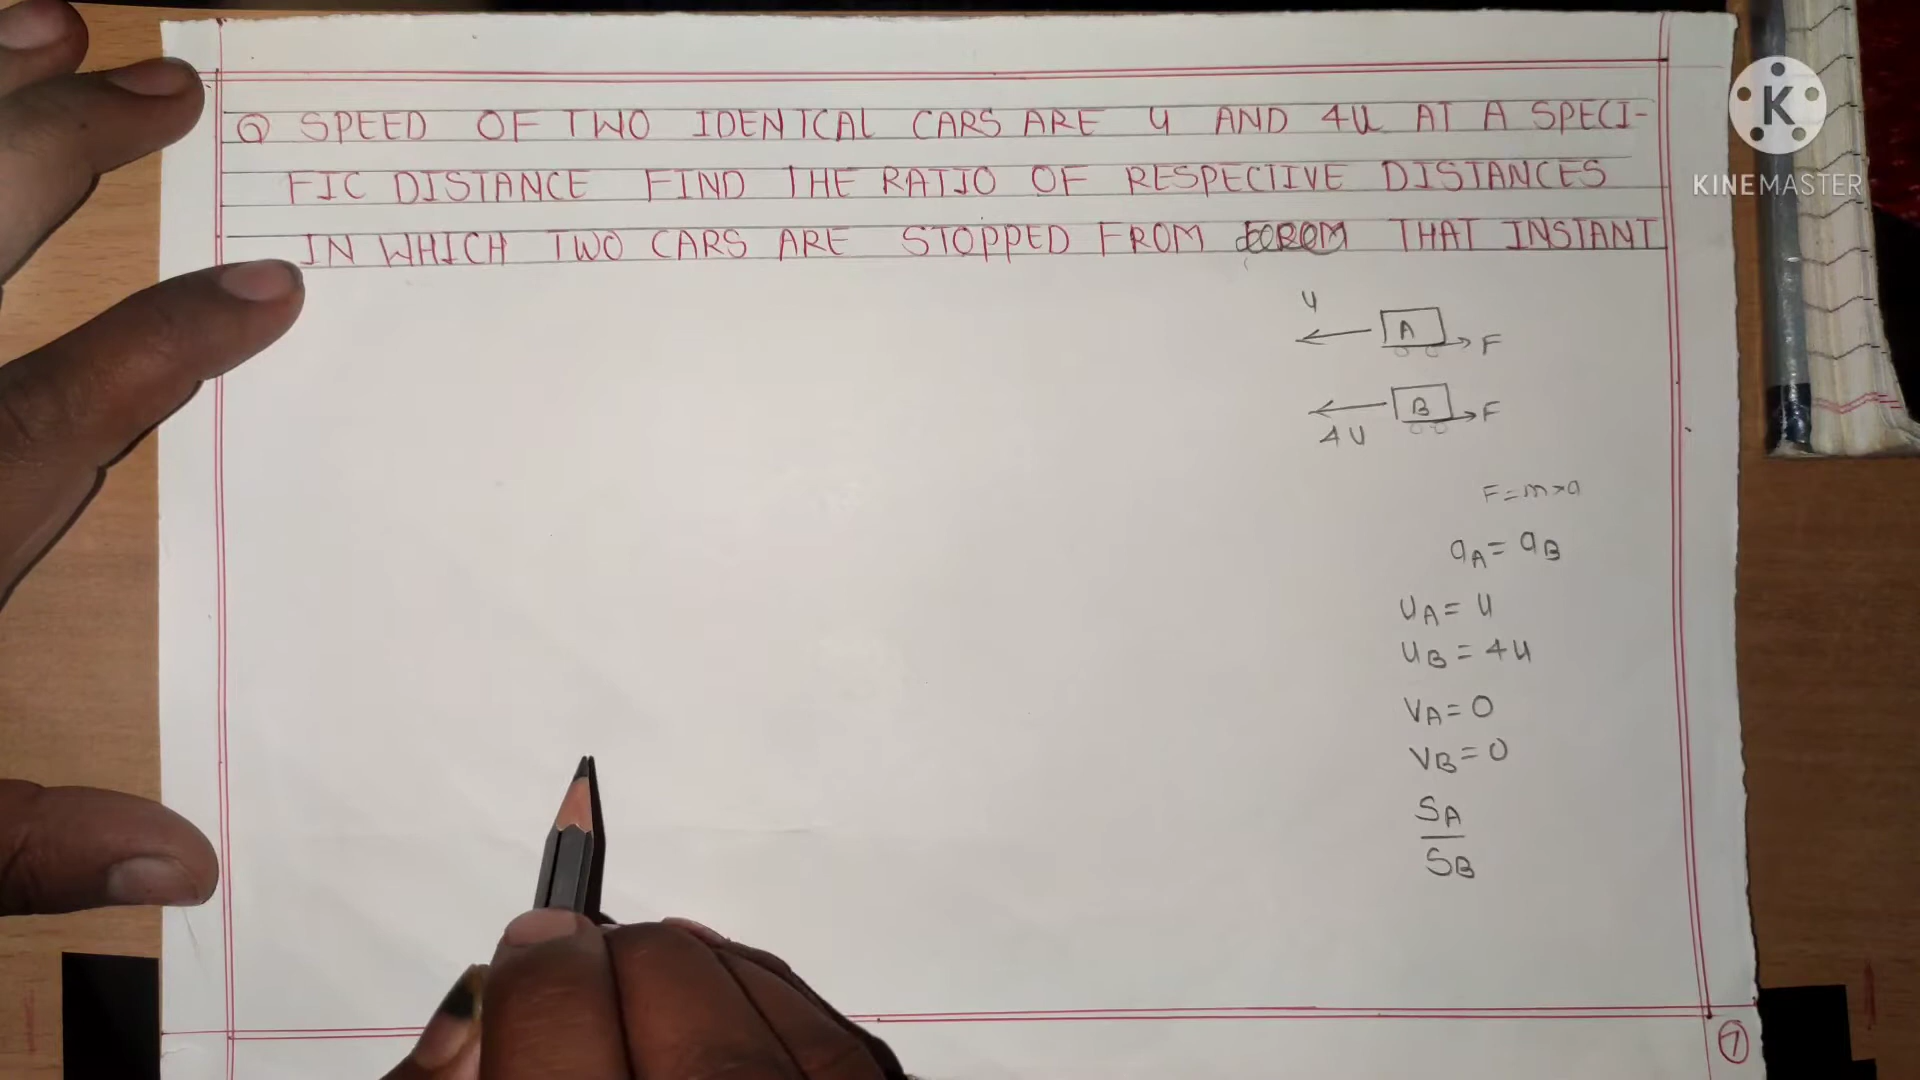 Q SPEED OF TWO IDENTCAL CARS ARE u AND 4u AT A SPECI-
FIC DISTANCE FIND THE RATIO OF RESPECTIVE DISTANCES
IN WHICH TWO CARS ARE STOPPED FROM THAT INSTANT
K
KINEMASTER
u
A F
B F
4u
F=m×a
aA=aB
uA=u
uB=4u
vA=0
vB=0
SA
SB
7